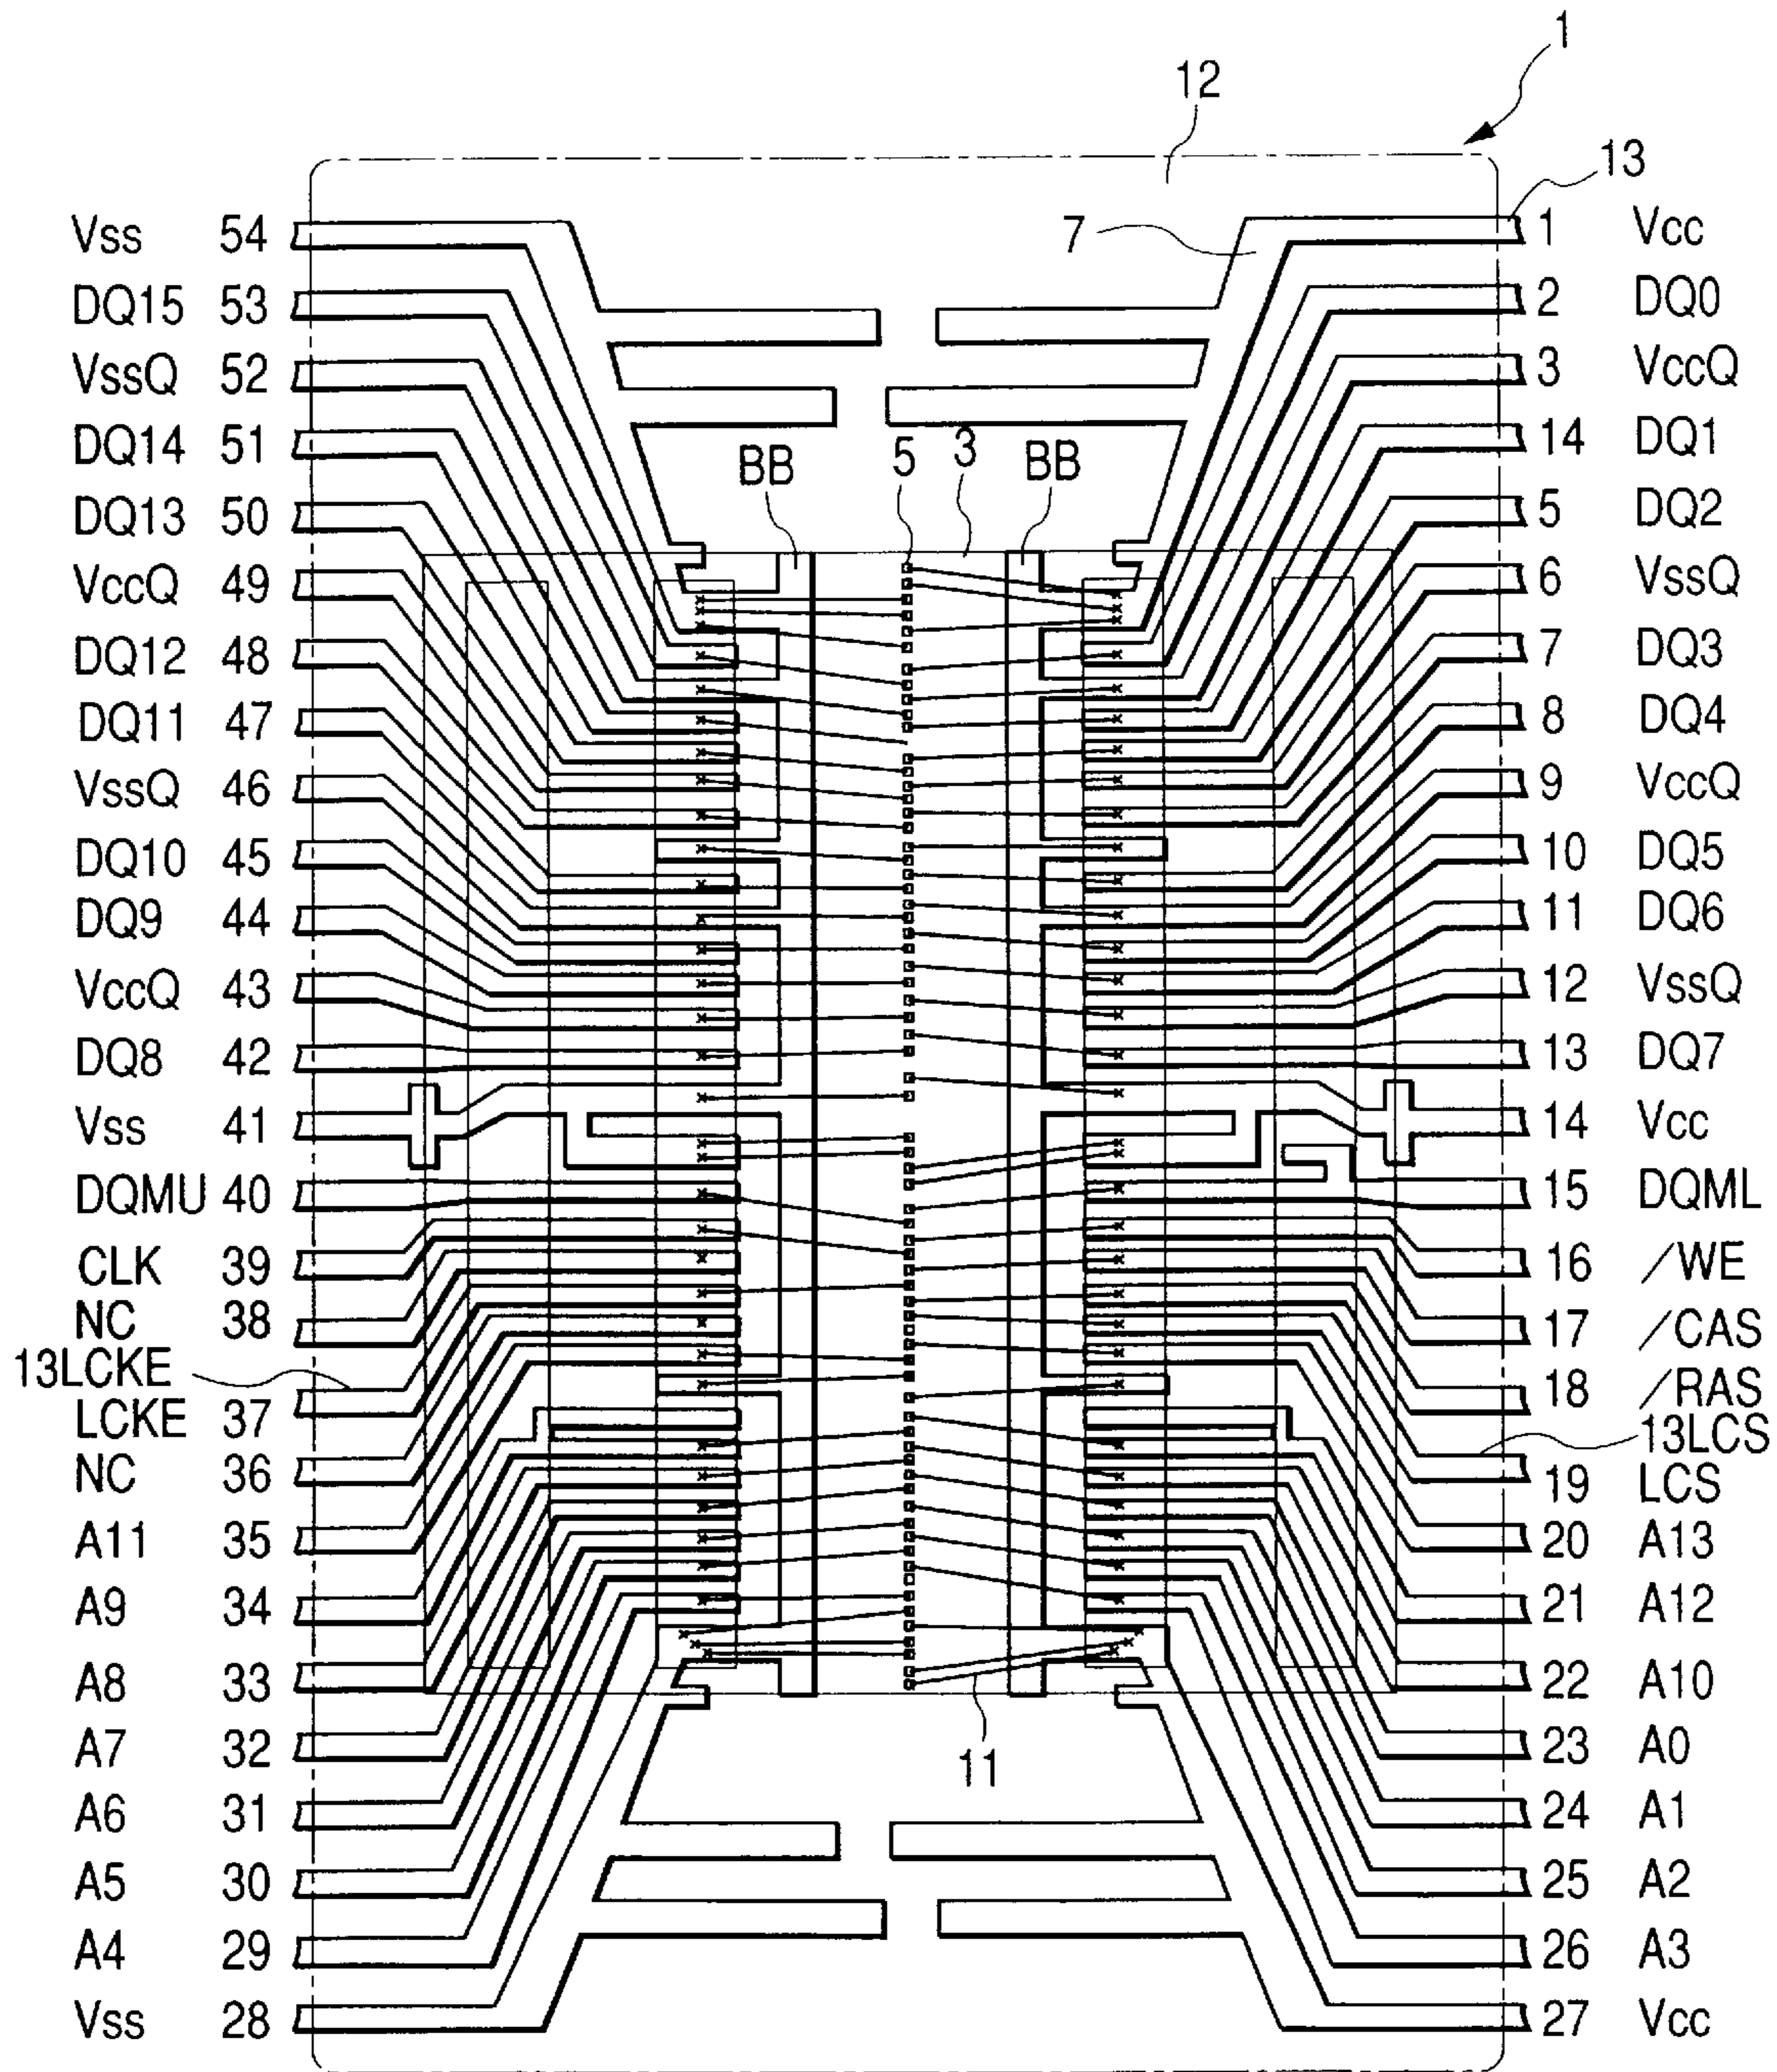 1
12
13
7
Vss 54
1 Vcc
DQ15 53
2 DQ0
VssQ 52
3 VccQ
DQ14 51
14 DQ1
BB 5 3 BB
DQ13 50
5 DQ2
VccQ 49
6 VssQ
DQ12 48
7 DQ3
DQ11 47
8 DQ4
VssQ 46
9 VccQ
DQ10 45
10 DQ5
DQ9 44
11 DQ6
VccQ 43
12 VssQ
DQ8 42
13 DQ7
Vss 41
14 Vcc
DQMU 40
15 DQML
CLK 39
16 /WE
NC 38
17 /CAS
13LCKE
18 /RAS
LCKE 37
13LCS
NC 36
19 LCS
A11 35
20 A13
A9 34
21 A12
A8 33
22 A10
A7 32
11
23 A0
A6 31
24 A1
A5 30
25 A2
A4 29
26 A3
Vss 28
27 Vcc